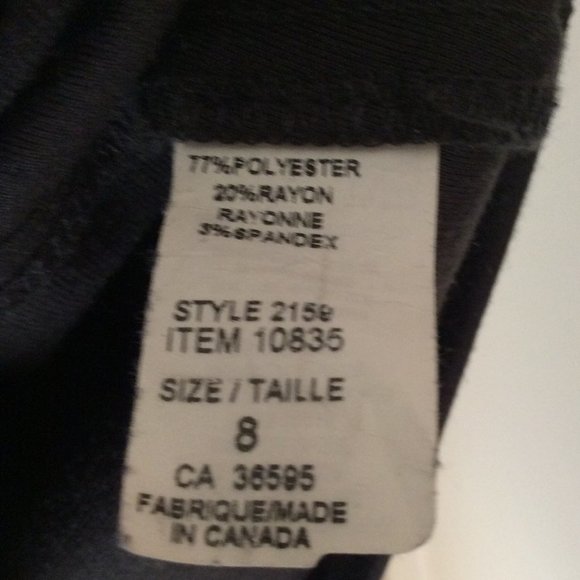 77%POLYESTER
20%RAYON
RAYONNE
3%SPANDEX
STYLE 2159
ITEM 10835
SIZE / TAILLE
8
CA 36595
FABRIQUE/MADE
IN CANADA